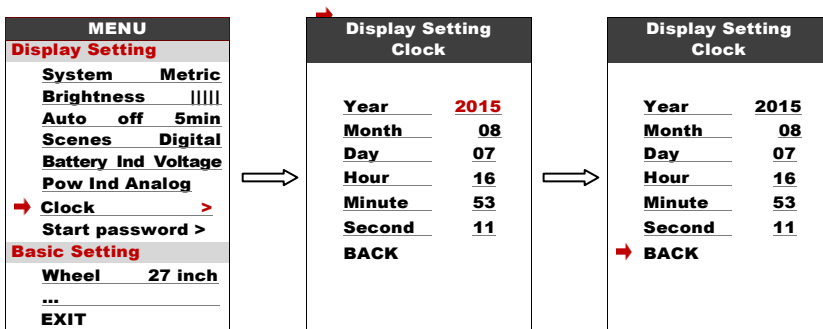 MENU
Display Setting
System Metric
Brightness |||||
Auto off 5min
Scenes Digital
Battery Ind Voltage
Pow Ind Analog
Clock >
Start password >
Basic Setting
Wheel 27 inch
...
EXIT
Display Setting
Clock
Year 2015
Month 08
Day 07
Hour 16
Minute 53
Second 11
BACK
Display Setting
Clock
Year 2015
Month 08
Day 07
Hour 16
Minute 53
Second 11
BACK